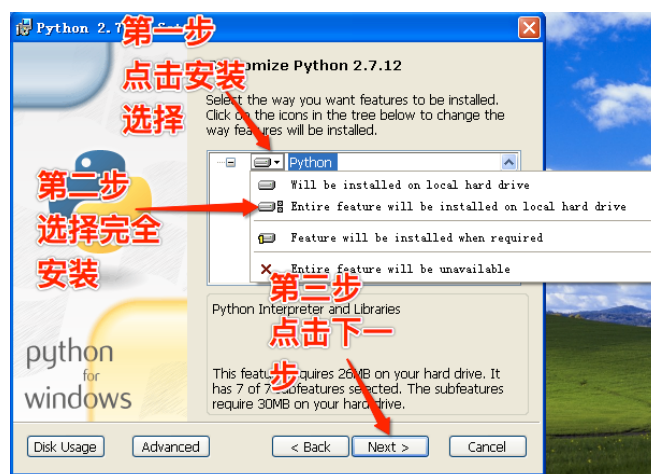 Python 2.7
第一步
点击安装
选择
Customize Python 2.7.12
Select the way you want features to be installed.
Click on the icons in the tree below to change the
way features will be installed.
Python
Will be installed on local hard drive
Entire feature will be installed on local hard drive
Feature will be installed when required
Entire feature will be unavailable
第二步
选择完全
安装
第三步
点击下一
步
Python Interpreter and Libraries
This feature requires 26MB on your hard drive. It
has 7 of 7 subfeatures selected. The subfeatures
require 30MB on your hard drive.
python
for
windows
Disk Usage
Advanced
< Back
Next >
Cancel